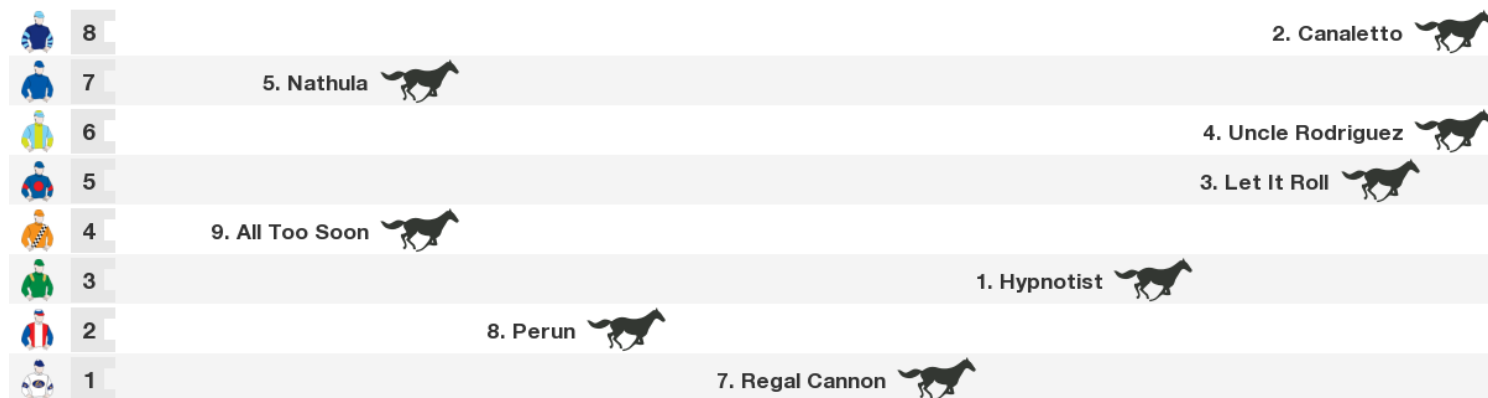 8 2. Canaletto
7 5. Nathula
6 4. Uncle Rodriguez
5 3. Let It Roll
4 9. All Too Soon
3 1. Hypnotist
2 8. Perun
1 7. Regal Cannon